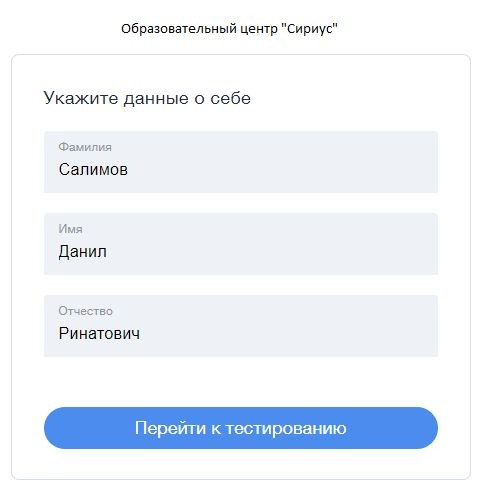 Образовательный центр "Сириус"
Укажите данные о себе
Фамилия
Салимов
Имя
Данил
Отчество
Ринатович
Перейти к тестированию